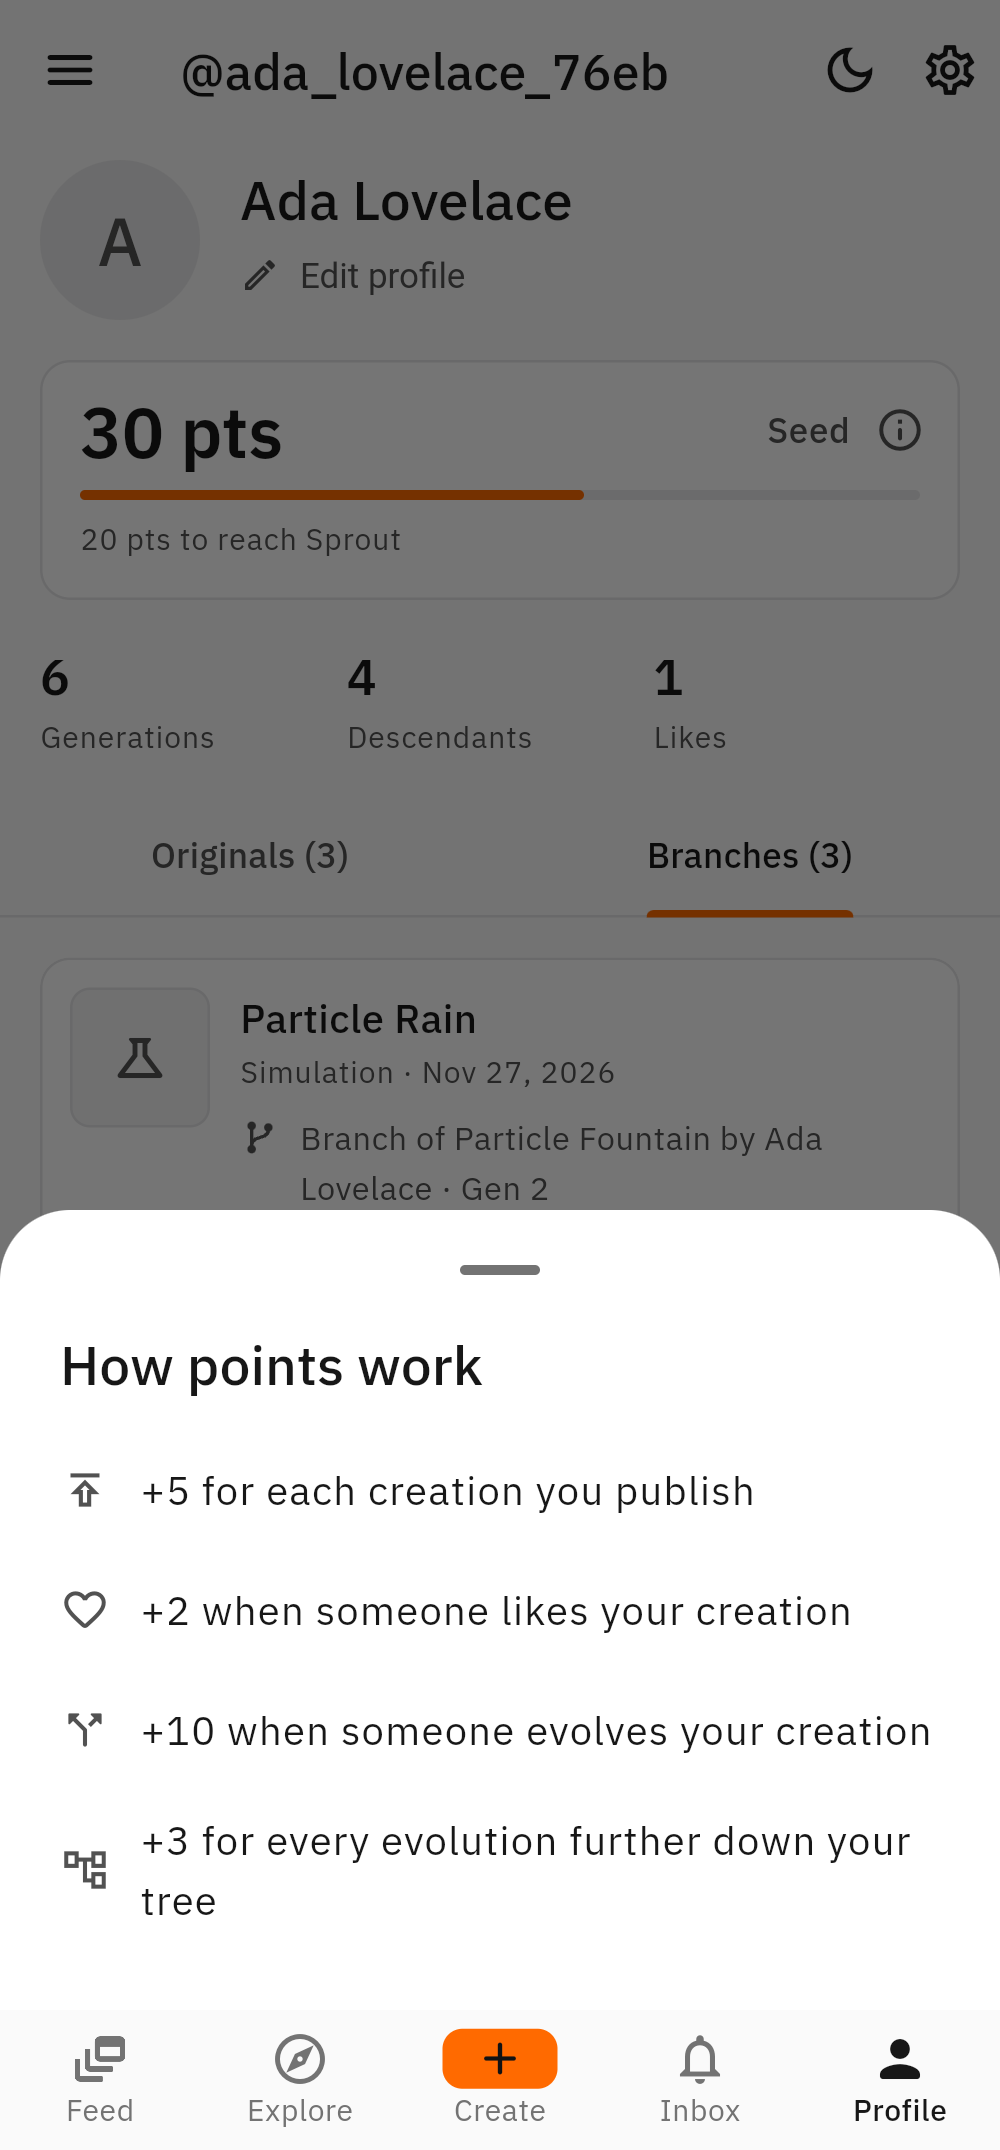 @ada_lovelace_76eb
A
Ada Lovelace
Edit profile
30 pts
Seed
20 pts to reach Sprout
6
4
1
Generations
Descendants
Likes
Originals (3)
Branches (3)
Particle Rain
Simulation · Nov 27, 2026
Branch of Particle Fountain by Ada
Lovelace · Gen 2
How points work
+5 for each creation you publish
+2 when someone likes your creation
+10 when someone evolves your creation
+3 for every evolution further down your
tree
Feed
Explore
Create
Inbox
Profile